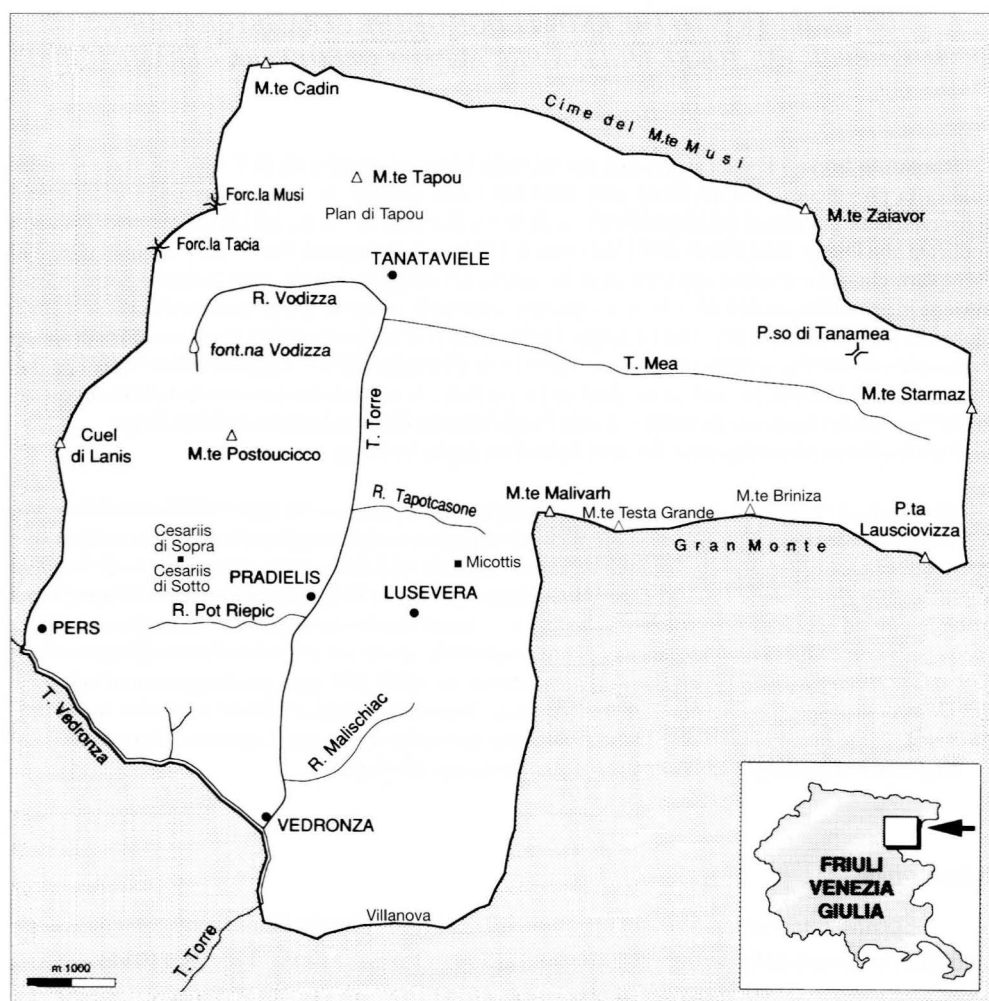 M.te Cadin
Cime del M.te Musi
M.te Tapou
Forc.la Musi
Plan di Tapou
M.te Zaiavor
Forc.la Tacia
TANATAVIELE
R. Vodizza
P.so di Tanamea
font.na Vodizza
T. Mea
M.te Starmaz
T. Torre
Cuel
di Lanis
M.te Postoucicco
R. Tapotcasone
M.te Malivarh
M.te Briniza
M.te Testa Grande
P.ta
Lausciovizza
Gran Monte
Cesariis
di Sopra
Cesariis
di Sotto
Micottis
PRADIELIS
LUSEVERA
R. Pot Riepic
PERS
T. Vedronza
R. Malischiac
VEDRONZA
FRIULI
VENEZIA
GIULIA
Villanova
T. Torre
m 1000